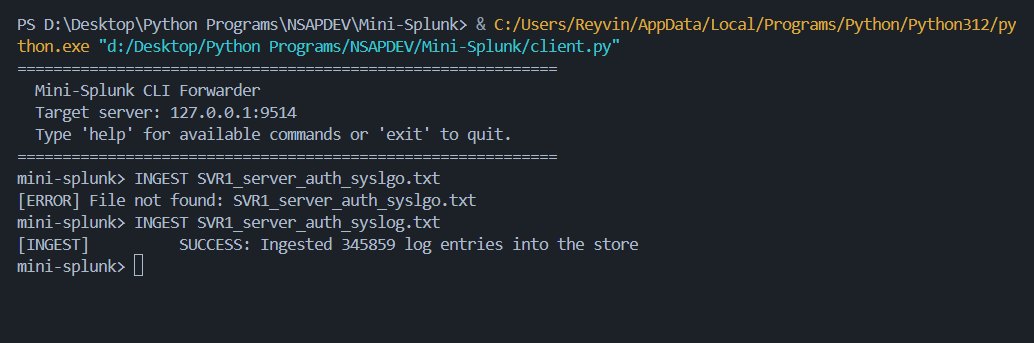 PS D:\Desktop\Python Programs\NSAPDEV\Mini-Splunk> & C:/Users/Reyvin/AppData/Local/Programs/Python/Python312/py
thon.exe "d:/Desktop/Python Programs/NSAPDEV/Mini-Splunk/client.py"
============================================================
  Mini-Splunk CLI Forwarder
  Target server: 127.0.0.1:9514
  Type 'help' for available commands or 'exit' to quit.
============================================================
mini-splunk> INGEST SVR1_server_auth_syslgo.txt
[ERROR] File not found: SVR1_server_auth_syslgo.txt
mini-splunk> INGEST SVR1_server_auth_syslog.txt
[INGEST]          SUCCESS: Ingested 345859 log entries into the store
mini-splunk>